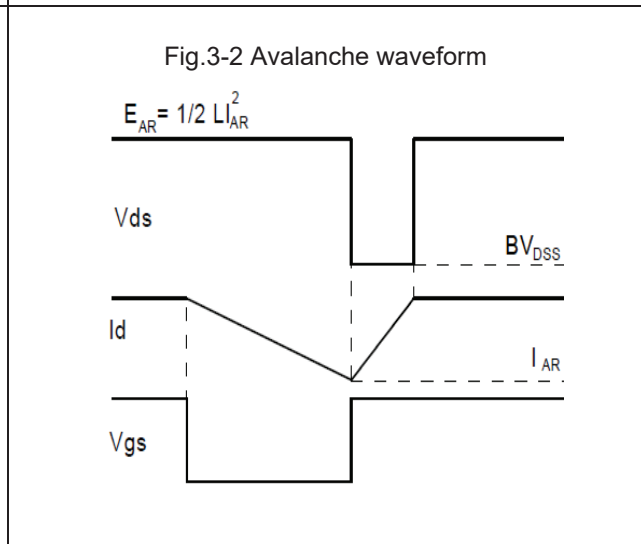 Fig.3-2 Avalanche waveform
E_AR= 1/2 LI²_AR
Vds
BV_DSS
Id
I_AR
Vgs